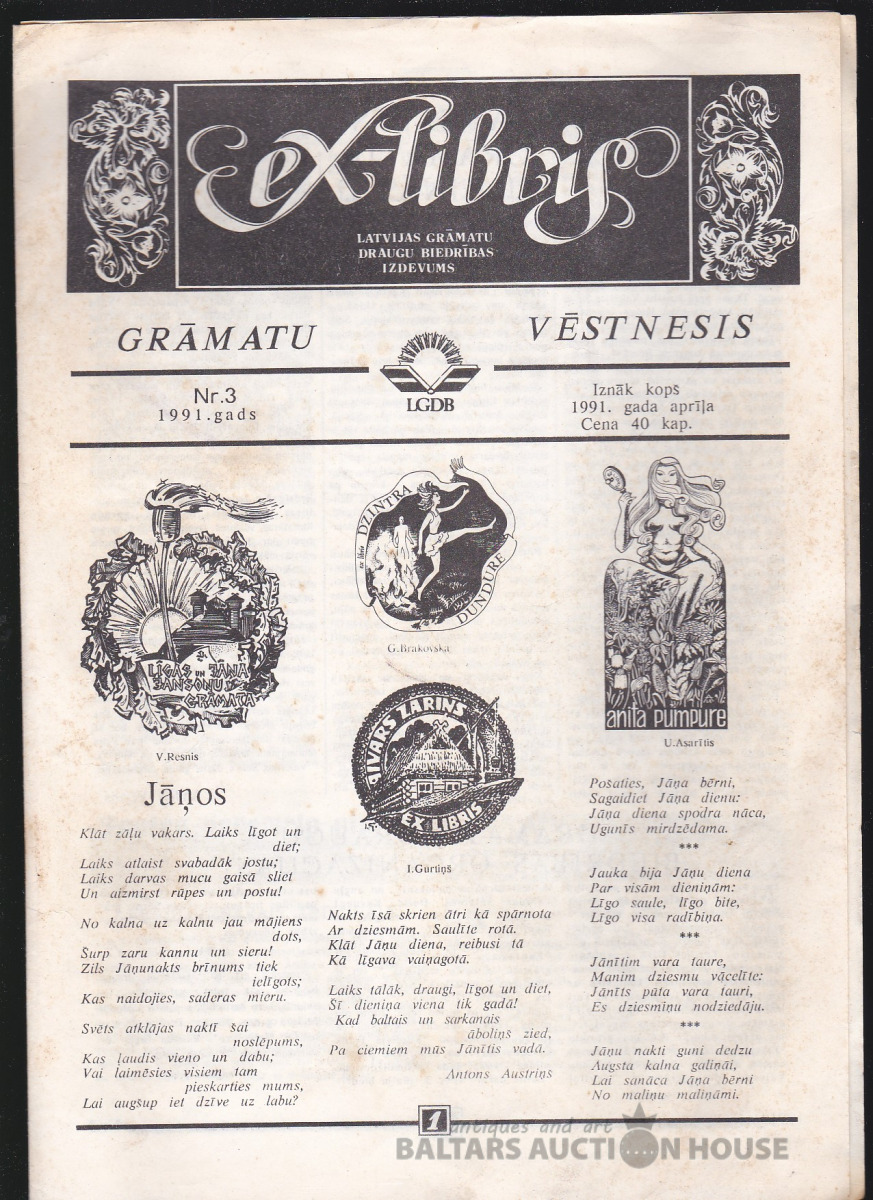 ex-libris
LATVIJAS GRĀMATU
DRAUGU BIEDRĪBAS
IZDEVUMS
GRĀMATU VĒSTNESIS
LGDB
Nr.3
1991.gads
Iznāk kopš
1991. gada aprīļa
Cena 40 kap.
LĪGAS UN JĀŅA
JANSONU
GRĀMATA
V.Resnis
ex libris DZINTRA
DUNDURE
G.Brakovska
AIVARS ZARIŅŠ
EX LIBRIS
I.Gurtiņš
anita pumpure
U.Asarītis
Jāņos
Klāt zāļu vakars. Laiks līgot un
diet;
Laiks atlaist svabadāk jostu;
Laiks darvas mucu gaisā sliet
Un aizmirst rūpes un postu!
No kalna uz kalnu jau mājiens
dots,
Šurp zaru kannu un sieru!
Zils Jāņunakts brīnums tiek
ielīgots;
Kas naidojies, saderas mieru.
Svēts atklājas naktī šai
noslēpums,
Kas ļaudis vieno un dabu;
Vai laimēsies visiem tam
pieskarties mums,
Lai augšup iet dzīve uz labu?
Nakts īsā skrien ātri kā spārnota
Ar dziesmām. Saulīte rotā.
Klāt Jāņu diena, reibusi tā
Kā līgava vaiņagotā.
Laiks tālāk, draugi, līgot un diet,
Šī dieniņa viena tik gadā!
Kad baltais un sarkanais
āboliņš zied,
Pa ciemiem mūs Jānītis vadā.
Antons Austriņš
Pošaties, Jāņa bērni,
Sagaidiet Jāņa dienu:
Jāņa diena spodra nāca,
Ugunīs mirdzēdama.
***
Jauka bija Jāņu diena
Par visām dieniņām:
Līgo saule, līgo bite,
Līgo visa radībiņa.
***
Jānītim vara taure,
Manim dziesmu vācelīte:
Jānīts pūta vara tauri,
Es dziesmiņu nodziedāju.
***
Jāņu nakti guni dedzu
Augsta kalna galiņāi,
Lai sanāca Jāņa bērni
No maliņu maliņāmi.
1
antiques and art
BALTARS AUCTION HOUSE